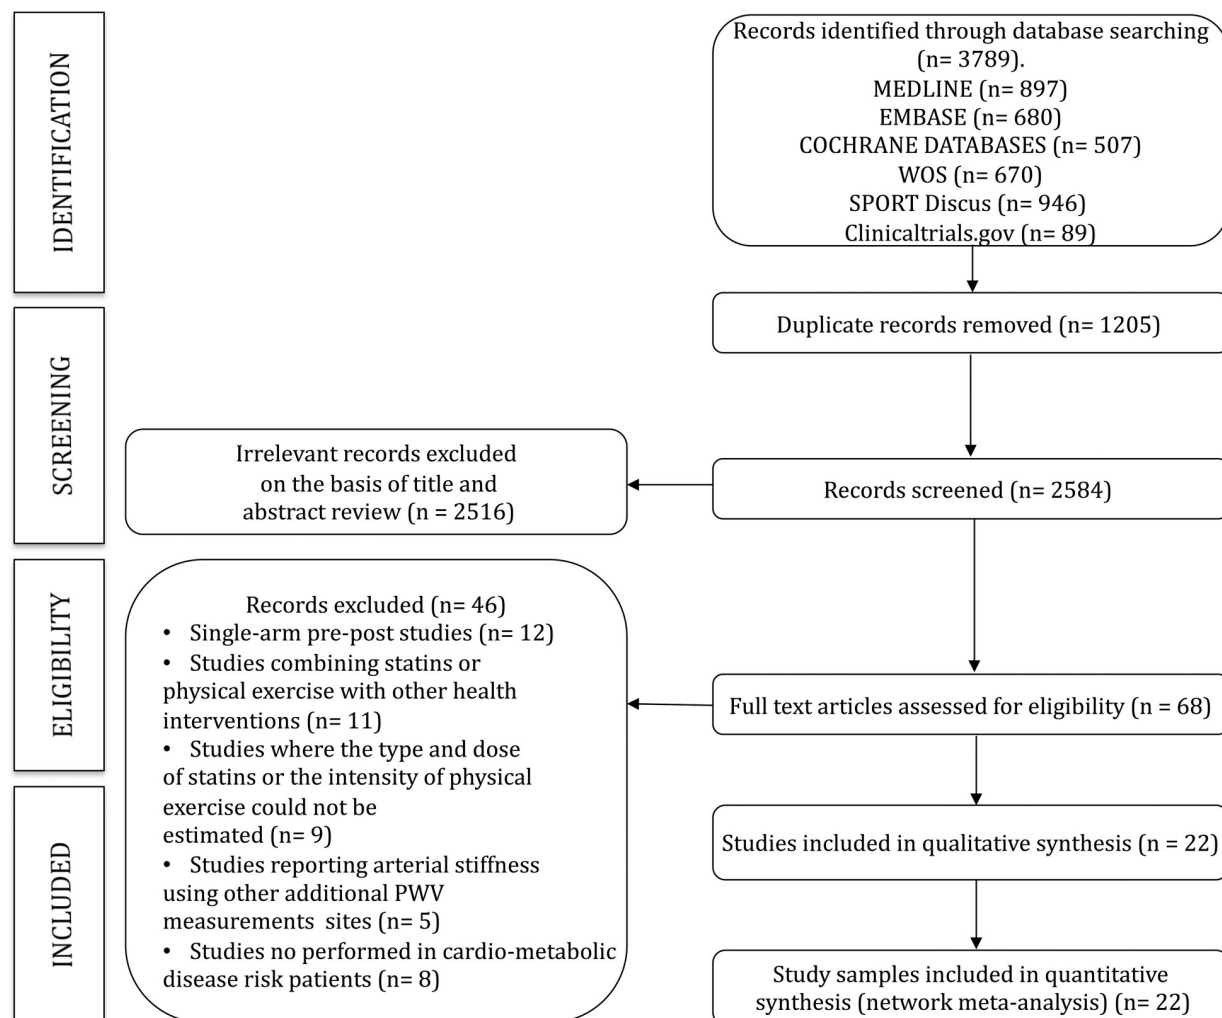 IDENTIFICATION
Records identified through database searching
(n= 3789).
MEDLINE (n= 897)
EMBASE (n= 680)
COCHRANE DATABASES (n= 507)
WOS (n= 670)
SPORT Discus (n= 946)
Clinicaltrials.gov (n= 89)
Duplicate records removed (n= 1205)
SCREENING
Irrelevant records excluded
on the basis of title and
abstract review (n = 2516)
Records screened (n= 2584)
ELIGIBILITY
Records excluded (n= 46)
• Single-arm pre-post studies (n= 12)
• Studies combining statins or
physical exercise with other health
interventions (n= 11)
• Studies where the type and dose
of statins or the intensity of physical
exercise could not be
estimated (n= 9)
• Studies reporting arterial stiffness
using other additional PWV
measurements sites (n= 5)
• Studies no performed in cardio-metabolic
disease risk patients (n= 8)
Full text articles assessed for eligibility (n = 68)
INCLUDED
Studies included in qualitative synthesis (n = 22)
Study samples included in quantitative
synthesis (network meta-analysis) (n= 22)